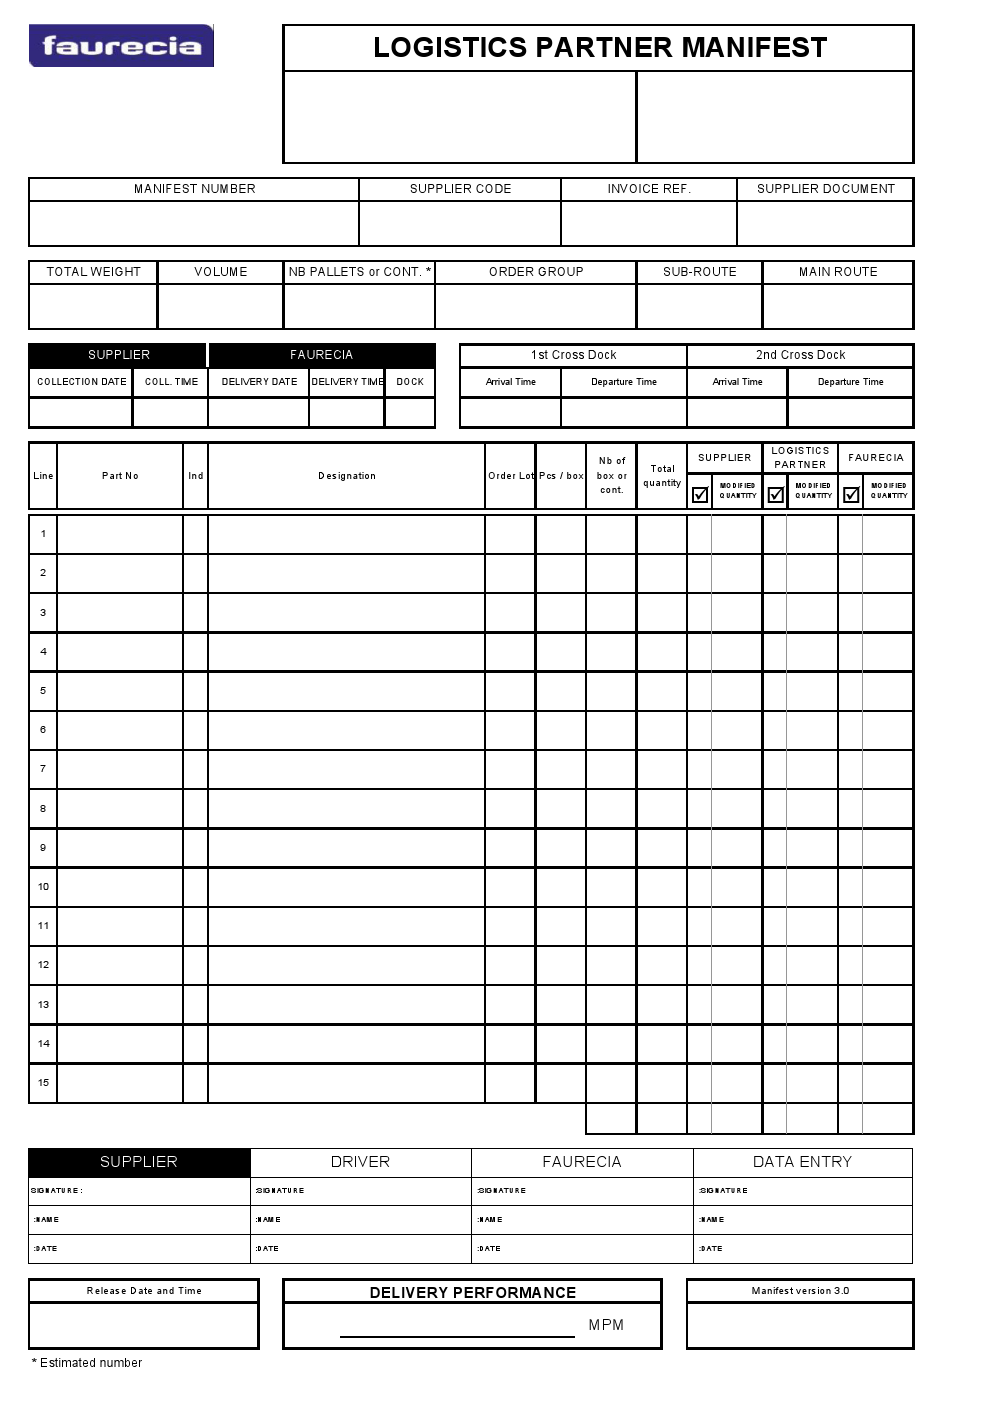 faurecia
LOGISTICS PARTNER MANIFEST
MANIFEST NUMBER SUPPLIER CODE INVOICE REF. SUPPLIER DOCUMENT
TOTAL WEIGHT VOLUME NB PALLETS or CONT. * ORDER GROUP SUB-ROUTE MAIN ROUTE
SUPPLIER FAURECIA 1st Cross Dock 2nd Cross Dock
COLLECTION DATE COLL. TIME DELIVERY DATE DELIVERY TIME DOCK Arrival Time Departure Time Arrival Time Departure Time
Line Part No Ind Designation Order Lot Pcs / box Nb of box or cont. Total quantity SUPPLIER LOGISTICS PARTNER FAURECIA
MODIFIED QUANTITY MODIFIED QUANTITY MODIFIED QUANTITY
1
2
3
4
5
6
7
8
9
10
11
12
13
14
15
SUPPLIER DRIVER FAURECIA DATA ENTRY
SIGNATURE : :SIGNATURE :SIGNATURE :SIGNATURE
:NAME :NAME :NAME :NAME
:DATE :DATE :DATE :DATE
Release Date and Time DELIVERY PERFORMANCE Manifest version 3.0
MPM
* Estimated number